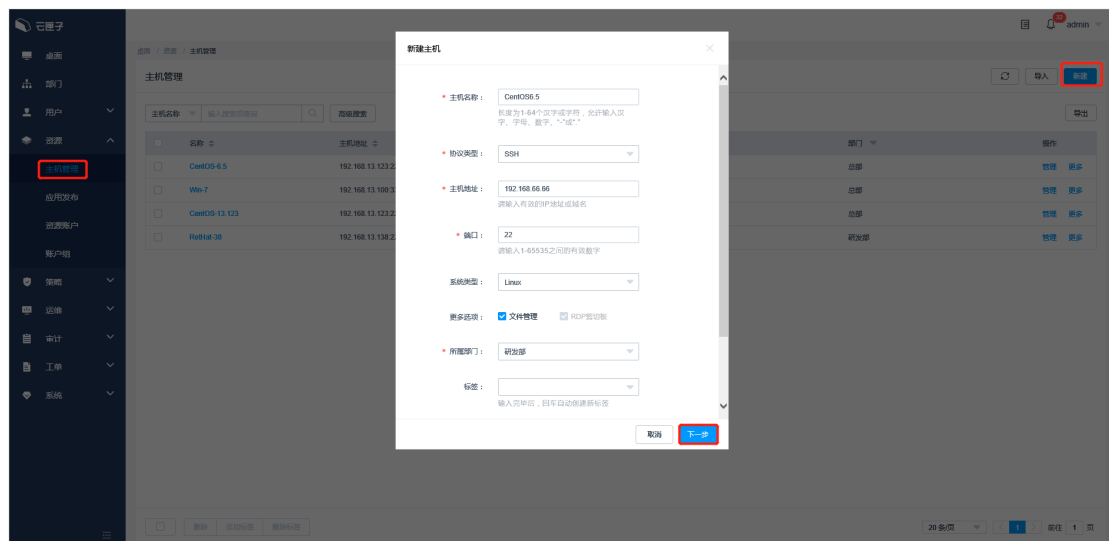 云匣子
33
admin
桌面
部门
用户
资源
主机管理
应用发布
资源账户
账户组
策略
运维
审计
工单
系统
桌面 / 资源 / 主机管理
主机管理
导入
新建
主机名称
高级搜索
导出
名称
主机地址
部门
操作
CentOS-6.5
192.168.13.123:2
总部
管理
更多
Win-7
192.168.13.100:3
总部
管理
更多
CentOS-13.123
192.168.13.123:2
总部
管理
更多
192.168.13.138:2
研发部
管理
更多
新建主机
* 主机名称：
CentOS6.5
长度为1-64个汉字或字符，允许输入汉
字、字母、数字、"-"或"."
* 协议类型：
SSH
* 主机地址：
192.168.66.66
请输入有效的IP地址或域名
* 端口：
22
请输入1-65535之间的有效数字
系统类型：
Linux
更多选项：
文件管理
RDP剪切板
* 所属部门：
研发部
标签：
输入完毕后，回车自动创建新标签
取消
下一步
删除
添加标签
删除标签
20 条/页
1
前往
1
页